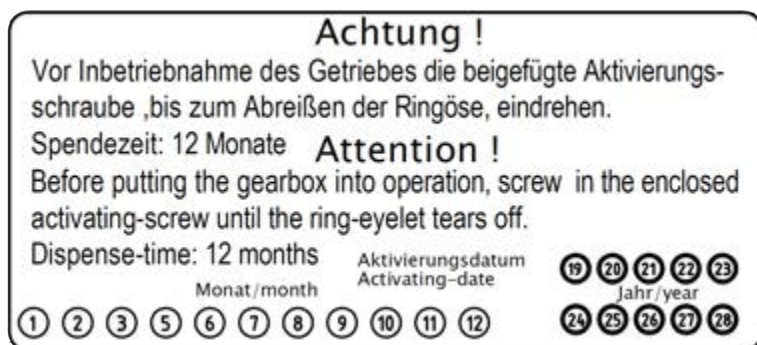 Achtung !
Vor Inbetriebnahme des Getriebes die beigefügte Aktivierungs-
schraube ,bis zum Abreißen der Ringöse, eindrehen.
Spendezeit: 12 Monate
Attention !
Before putting the gearbox into operation, screw in the enclosed
activating-screw until the ring-eyelet tears off.
Dispense-time: 12 months
Aktivierungsdatum
Activating-date
Monat/month
1 2 3 5 6 7 8 9 10 11 12
19 20 21 22 23
Jahr/year
24 25 26 27 28